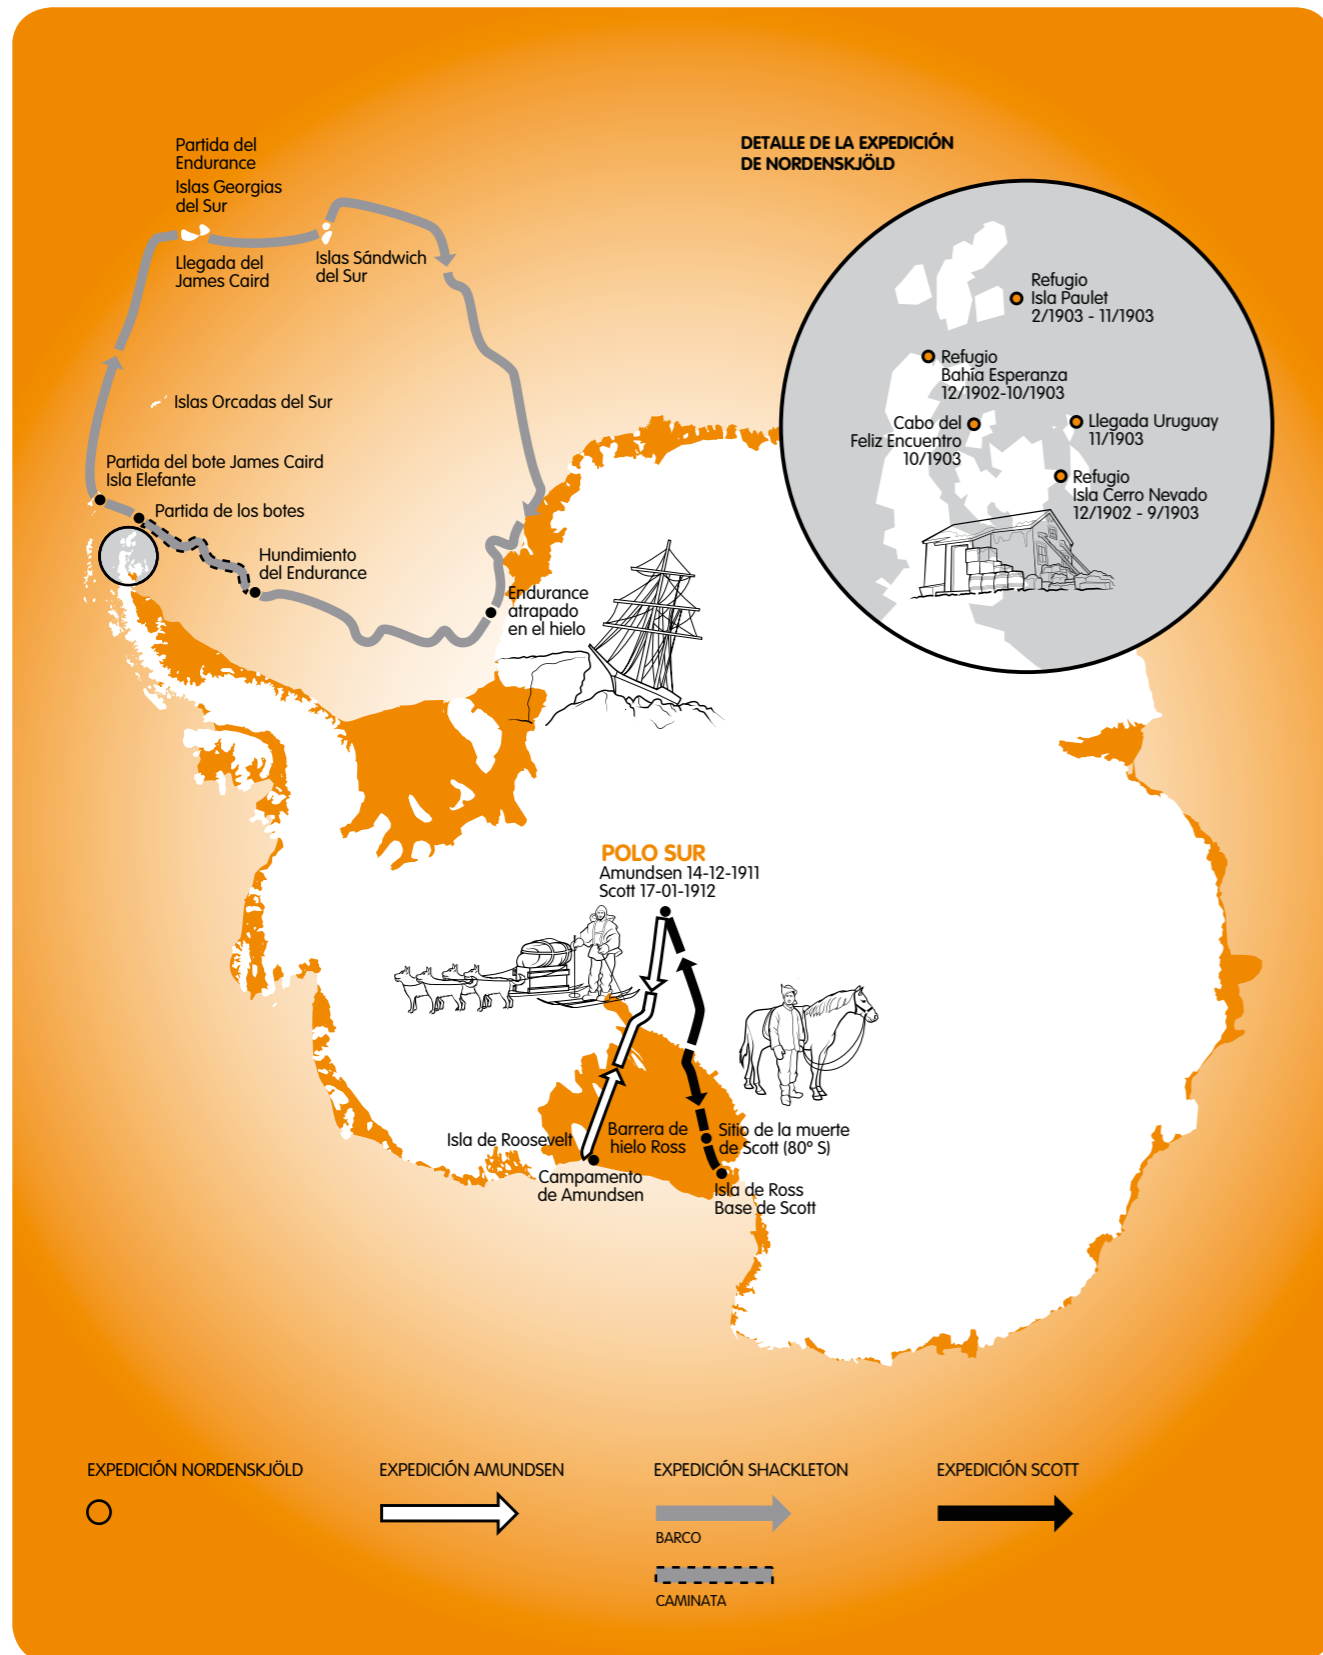 Partida del
Endurance
Islas Georgias
del Sur
Llegada del
James Caird
Islas Sándwich
del Sur
DETALLE DE LA EXPEDICIÓN
DE NORDENSKJÖLD
Refugio
Isla Paulet
2/1903 - 11/1903
Refugio
Bahía Esperanza
12/1902-10/1903
Cabo del
Feliz Encuentro
10/1903
Llegada Uruguay
11/1903
Refugio
Isla Cerro Nevado
12/1902 - 9/1903
Islas Orcadas del Sur
Partida del bote James Caird
Isla Elefante
Partida de los botes
Hundimiento
del Endurance
Endurance
atrapado
en el hielo
POLO SUR
Amundsen 14-12-1911
Scott 17-01-1912
Isla de Roosevelt
Barrera de
hielo Ross
Sitio de la muerte
de Scott (80º S)
Campamento
de Amundsen
Isla de Ross
Base de Scott
EXPEDICIÓN NORDENSKJÖLD
EXPEDICIÓN AMUNDSEN
EXPEDICIÓN SHACKLETON
BARCO
CAMINATA
EXPEDICIÓN SCOTT